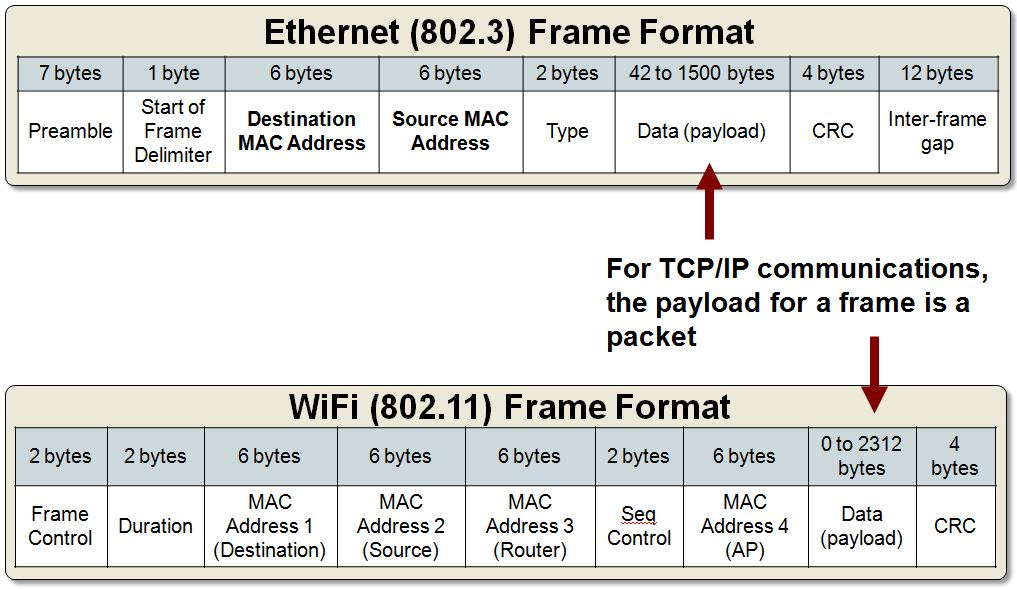 Ethernet (802.3) Frame Format
7 bytes 1 byte 6 bytes 6 bytes 2 bytes 42 to 1500 bytes 4 bytes 12 bytes
Preamble
Start of
Frame
Delimiter
Destination
MAC Address
Source MAC
Address
Type
Data (payload)
CRC
Inter-frame
gap
For TCP/IP communications,
the payload for a frame is a
packet
WiFi (802.11) Frame Format
2 bytes 2 bytes 6 bytes 6 bytes 6 bytes 2 bytes 6 bytes
0 to 2312
bytes
4
bytes
Frame
Control
Duration
MAC
Address 1
(Destination)
MAC
Address 2
(Source)
MAC
Address 3
(Router)
Seq
Control
MAC
Address 4
(AP)
Data
(payload)
CRC